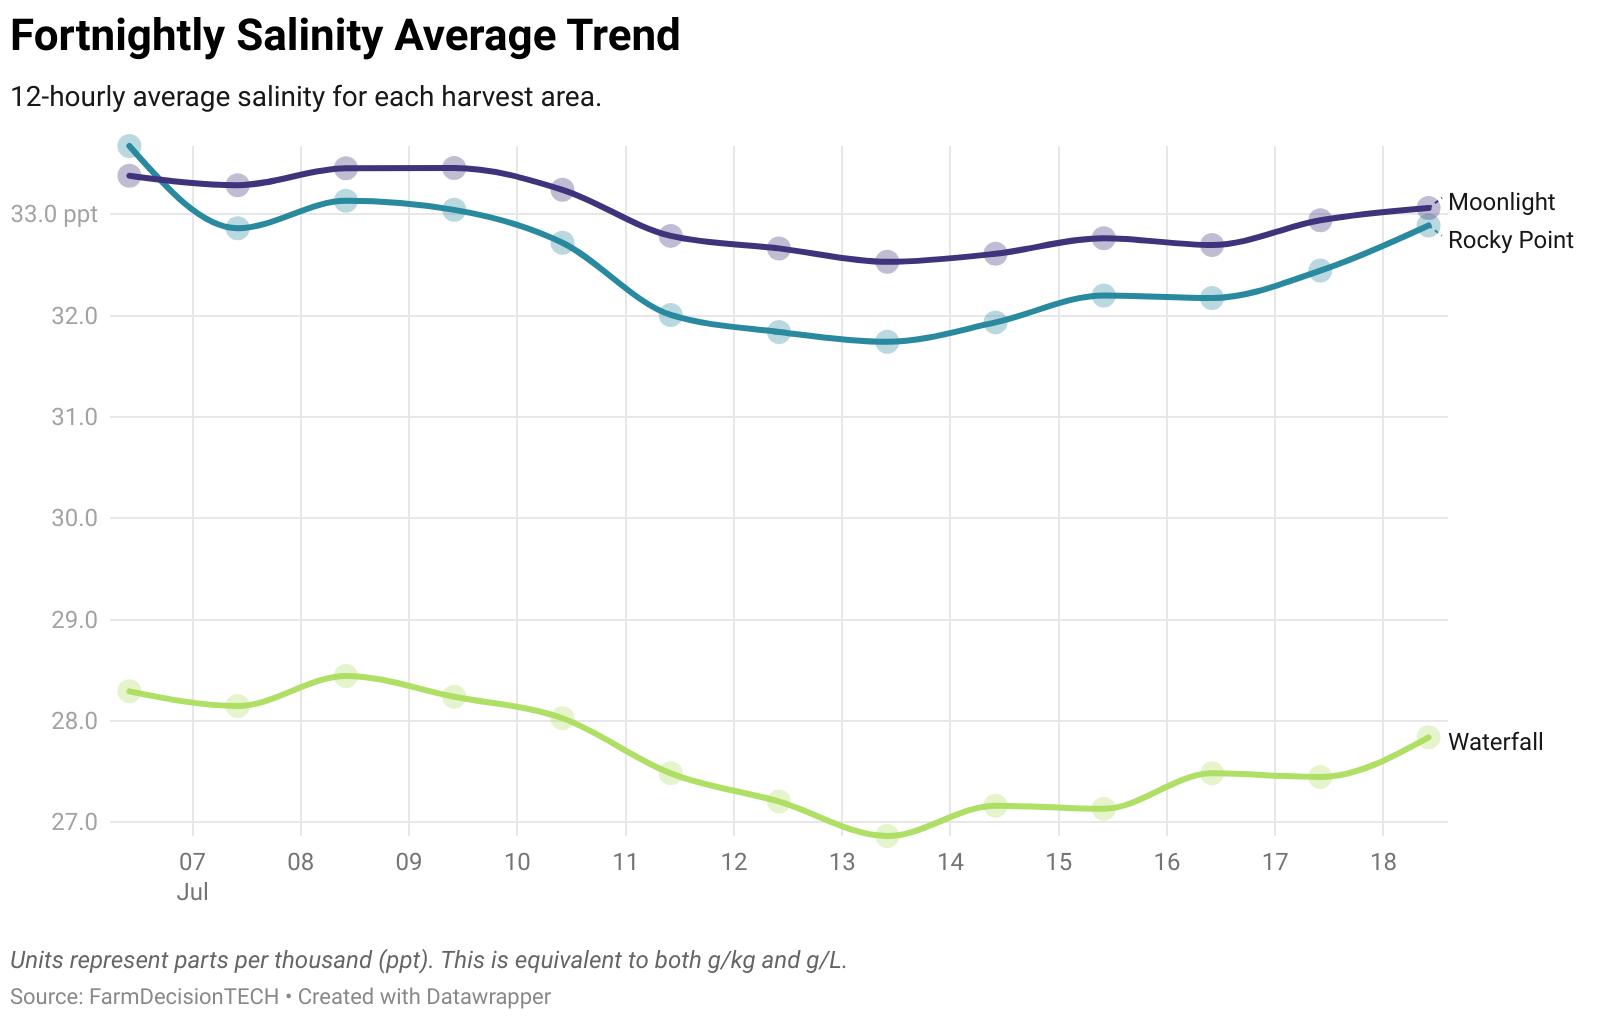 Fortnightly Salinity Average Trend
12-hourly average salinity for each harvest area.
33.0 ppt
32.0
31.0
30.0
29.0
28.0
27.0
Moonlight
Rocky Point
Waterfall
07 08 09 10 11 12 13 14 15 16 17 18
Jul
Units represent parts per thousand (ppt). This is equivalent to both g/kg and g/L.
Source: FarmDecisionTECH • Created with Datawrapper